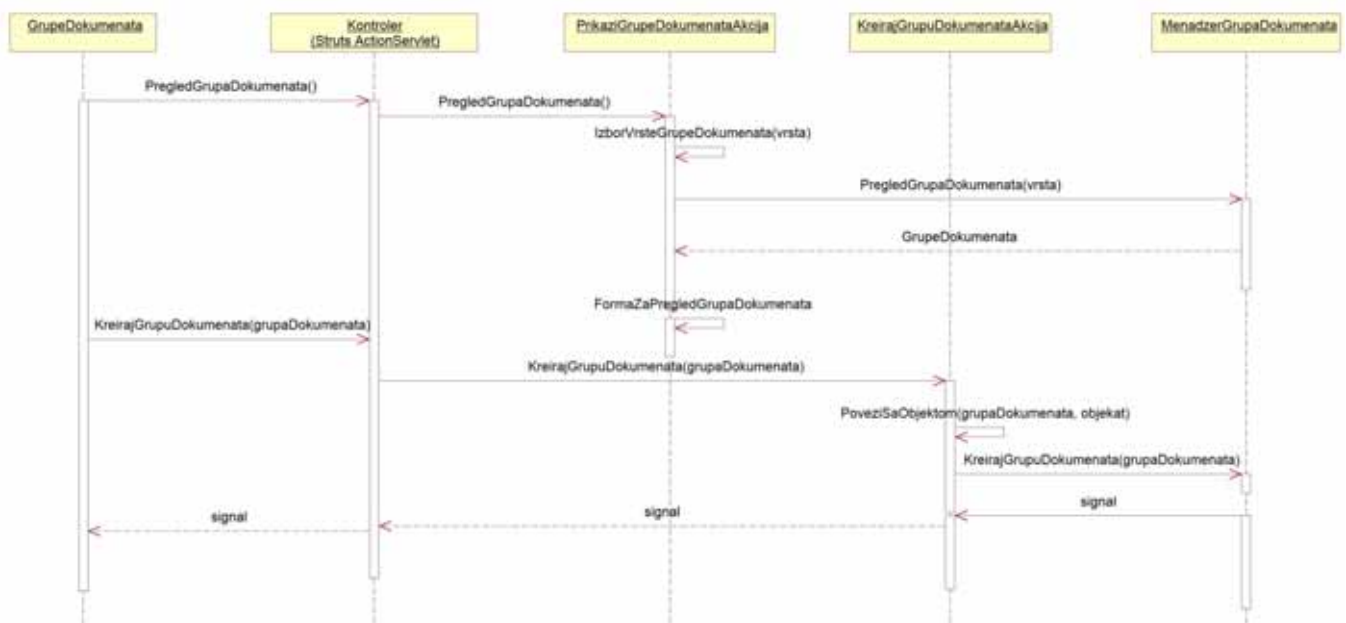 GrupeDokumenata
Kontroler
(Struts ActionServlet)
PrikaziGrupeDokumenataAkcija
KreirajGrupuDokumenataAkcija
MenadzerGrupaDokumenata
PregledGrupaDokumenata()
PregledGrupaDokumenata()
IzborVrsteGrupeDokumenata(vrsta)
PregledGrupaDokumenata(vrsta)
GrupeDokumenata
FormaZaPregledGrupaDokumenata
KreirajGrupuDokumenata(grupaDokumenata)
KreirajGrupuDokumenata(grupaDokumenata)
PoveziSaObjektom(grupaDokumenata, objekat)
KreirajGrupuDokumenata(grupaDokumenata)
signal
signal
signal